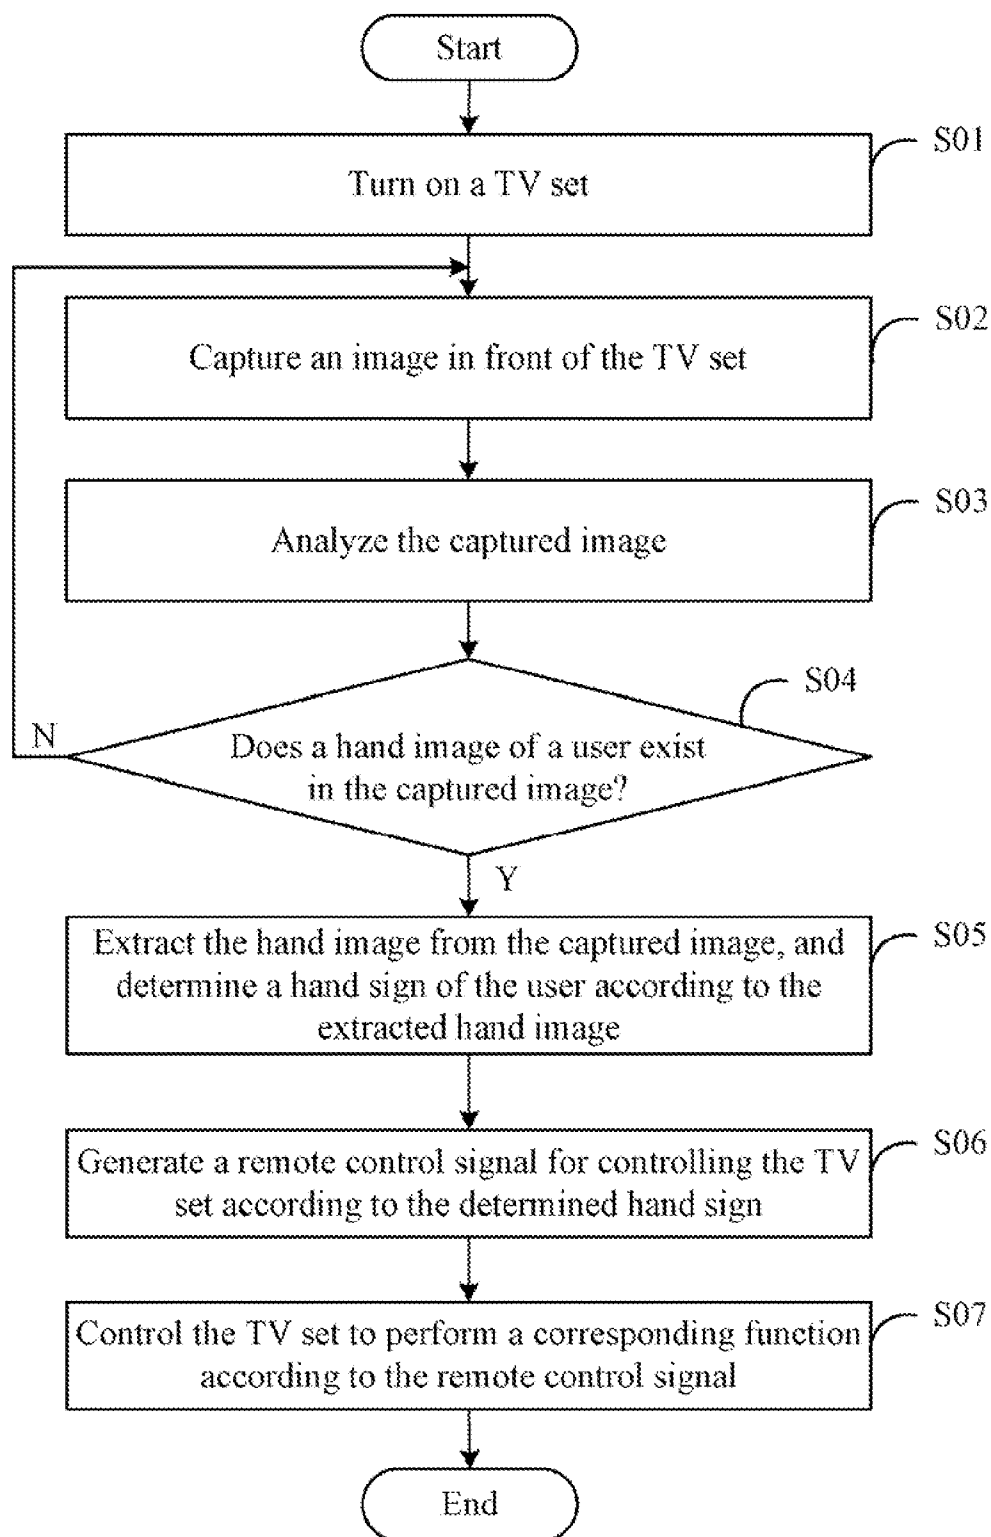 Start
S01
Turn on a TV set
S02
Capture an image in front of the TV set
S03
Analyze the captured image
S04
N
Does a hand image of a user exist
in the captured image?
Y
S05
Extract the hand image from the captured image, and
determine a hand sign of the user according to the
extracted hand image
S06
Generate a remote control signal for controlling the TV
set according to the determined hand sign
S07
Control the TV set to perform a corresponding function
according to the remote control signal
End